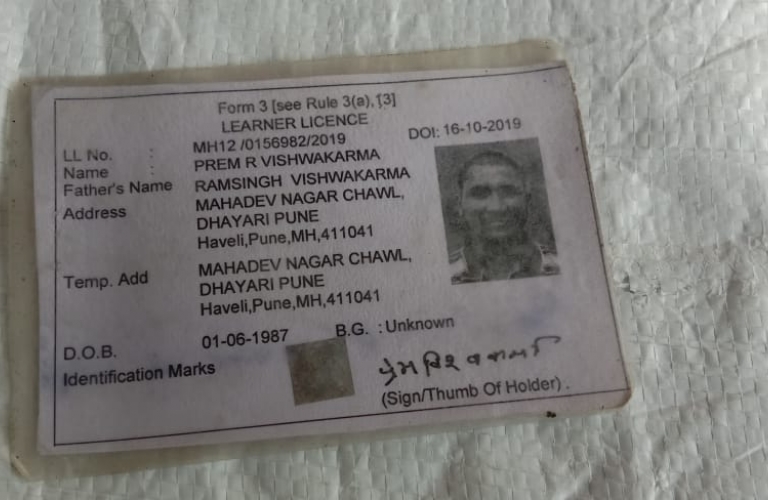 Form 3 [see Rule 3(a),13]
LEARNER LICENCE
LL No. : MH12 /0156982/2019 DOI: 16-10-2019
Name : PREM R VISHWAKARMA
Father's Name RAMSINGH VISHWAKARMA
Address MAHADEV NAGAR CHAWL,
DHAYARI PUNE
Haveli,Pune,MH,411041
Temp. Add MAHADEV NAGAR CHAWL,
DHAYARI PUNE
Haveli,Pune,MH,411041
D.O.B. 01-06-1987 B.G. : Unknown
Identification Marks
प्रेम विश्वकर्मा
(Sign/Thumb Of Holder).